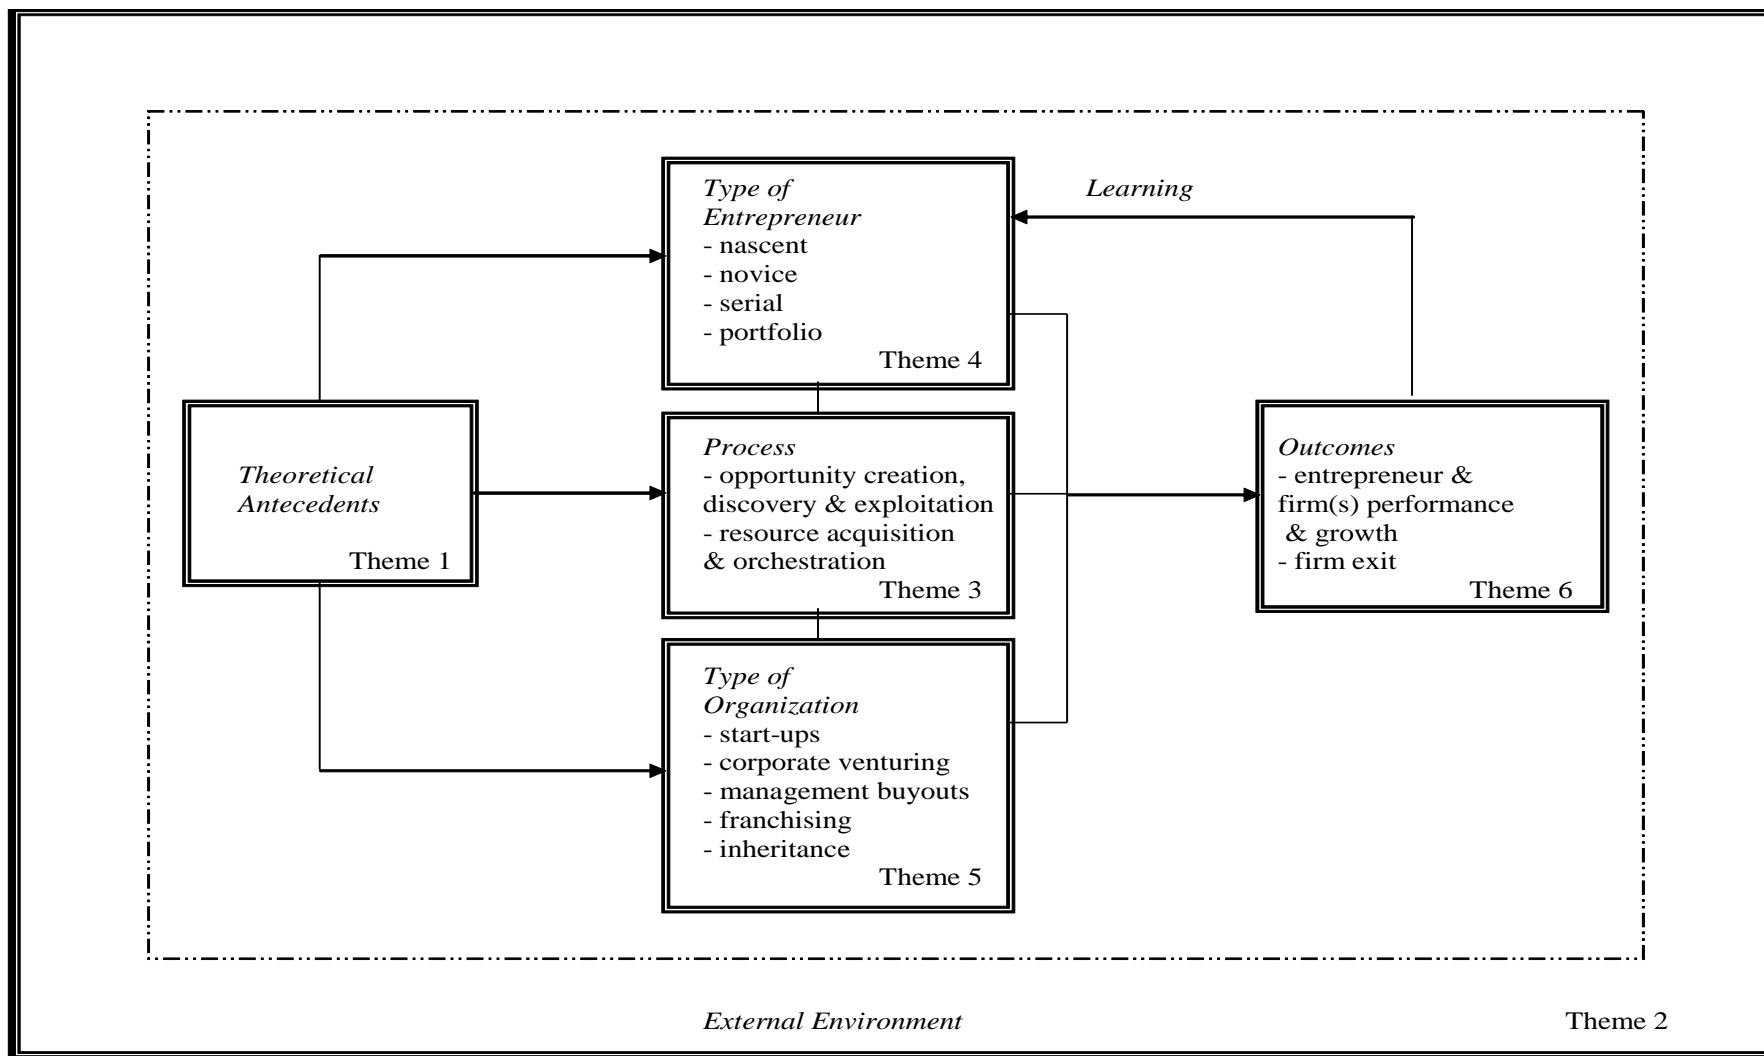 Type of
Entrepreneur
- nascent
- novice
- serial
- portfolio
Theme 4
Learning
Theoretical
Antecedents
Theme 1
Process
- opportunity creation,
discovery & exploitation
- resource acquisition
& orchestration
Theme 3
Outcomes
- entrepreneur &
firm(s) performance
& growth
- firm exit
Theme 6
Type of
Organization
- start-ups
- corporate venturing
- management buyouts
- franchising
- inheritance
Theme 5
External Environment
Theme 2